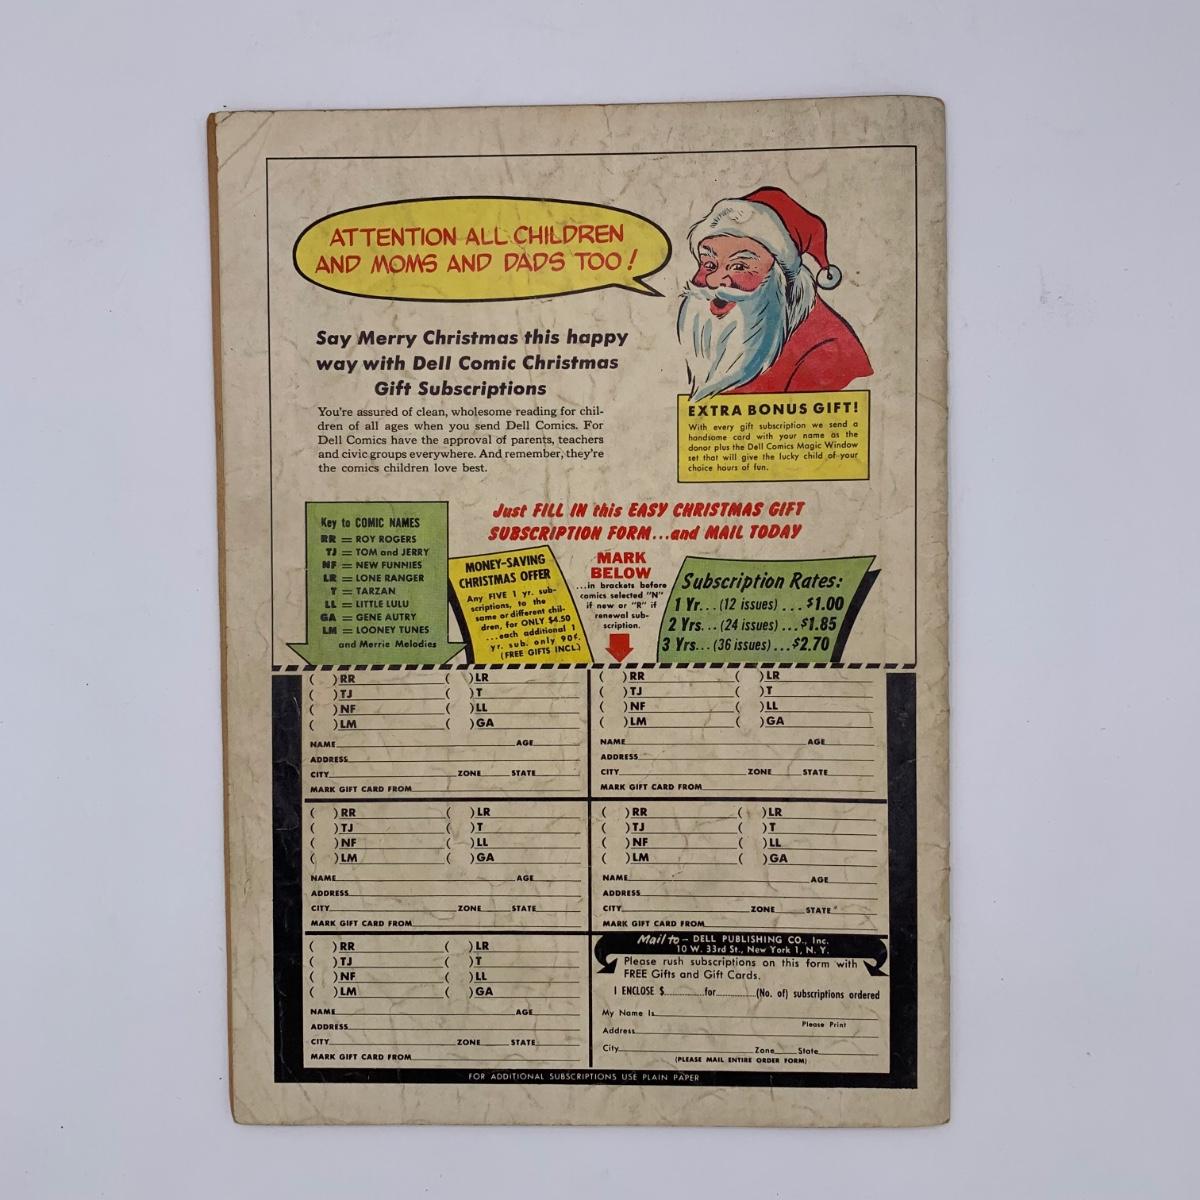 ATTENTION ALL CHILDREN
AND MOMS AND DADS TOO!
Say Merry Christmas this happy
way with Dell Comic Christmas
Gift Subscriptions
You're assured of clean, wholesome reading for chil-
dren of all ages when you send Dell Comics. For
Dell Comics have the approval of parents, teachers
and civic groups everywhere. And remember, they're
the comics children love best.
EXTRA BONUS GIFT!
With every gift subscription we send a
handsome card with your name as the
donor plus the Dell Comics Magic Window
set that will give the lucky child of your
choice hours of fun.
Just FILL IN this EASY CHRISTMAS GIFT
SUBSCRIPTION FORM...and MAIL TODAY
Key to COMIC NAMES
RR = ROY ROGERS
TJ = TOM and JERRY
NF = NEW FUNNIES
LR = LONE RANGER
T = TARZAN
LL = LITTLE LULU
GA = GENE AUTRY
LM = LOONEY TUNES
and Merrie Melodies
MONEY-SAVING
CHRISTMAS OFFER
Any FIVE 1 yr. sub-
scriptions, to the
same or different chil-
dren, for ONLY $4.50
...each additional 1
yr. sub. only 90¢.
(FREE GIFTS INCL.)
MARK
BELOW
...in brackets before
comics selected "N"
if new or "R" if
renewal sub-
scription.
Subscription Rates:
1 Yr...(12 issues)...$1.00
2 Yrs...(24 issues)...$1.85
3 Yrs...(36 issues)...$2.70
( )RR ( )LR
( )TJ ( )T
( )NF ( )LL
( )LM ( )GA
NAME AGE
ADDRESS
CITY ZONE STATE
MARK GIFT CARD FROM
( )RR ( )LR
( )TJ ( )T
( )NF ( )LL
( )LM ( )GA
NAME AGE
ADDRESS
CITY ZONE STATE
MARK GIFT CARD FROM
( )RR ( )LR
( )TJ ( )T
( )NF ( )LL
( )LM ( )GA
NAME AGE
ADDRESS
CITY ZONE STATE
MARK GIFT CARD FROM
( )RR ( )LR
( )TJ ( )T
( )NF ( )LL
( )LM ( )GA
NAME AGE
ADDRESS
CITY ZONE STATE
MARK GIFT CARD FROM
( )RR ( )LR
( )TJ ( )T
( )NF ( )LL
( )LM ( )GA
NAME AGE
ADDRESS
CITY ZONE STATE
MARK GIFT CARD FROM
Mail to— DELL PUBLISHING CO., Inc.
10 W. 33rd St., New York 1, N. Y.
Please rush subscriptions on this form with
FREE Gifts and Gift Cards.
I ENCLOSE $............for............(No. of) subscriptions ordered
My Name Is
Please Print
Address
City Zone State
(PLEASE MAIL ENTIRE ORDER FORM)
FOR ADDITIONAL SUBSCRIPTIONS USE PLAIN PAPER